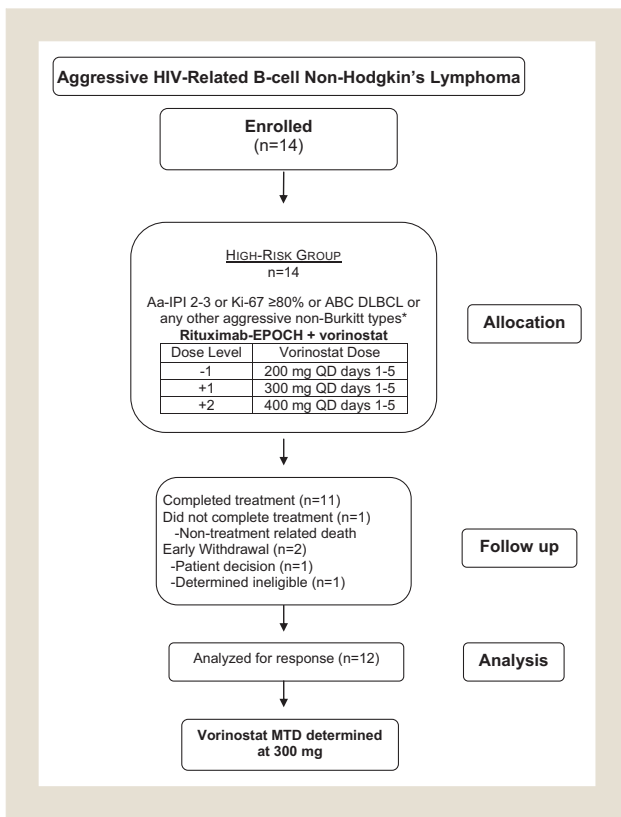 Aggressive HIV-Related B-cell Non-Hodgkin's Lymphoma
Enrolled
(n=14)
HIGH-RISK GROUP
n=14
Aa-IPI 2-3 or Ki-67 ≥80% or ABC DLBCL or
any other aggressive non-Burkitt types*
Rituximab-EPOCH + vorinostat
Dose Level Vorinostat Dose
-1 200 mg QD days 1-5
+1 300 mg QD days 1-5
+2 400 mg QD days 1-5
Allocation
Completed treatment (n=11)
Did not complete treatment (n=1)
-Non-treatment related death
Early Withdrawal (n=2)
-Patient decision (n=1)
-Determined ineligible (n=1)
Follow up
Analyzed for response (n=12)
Analysis
Vorinostat MTD determined
at 300 mg